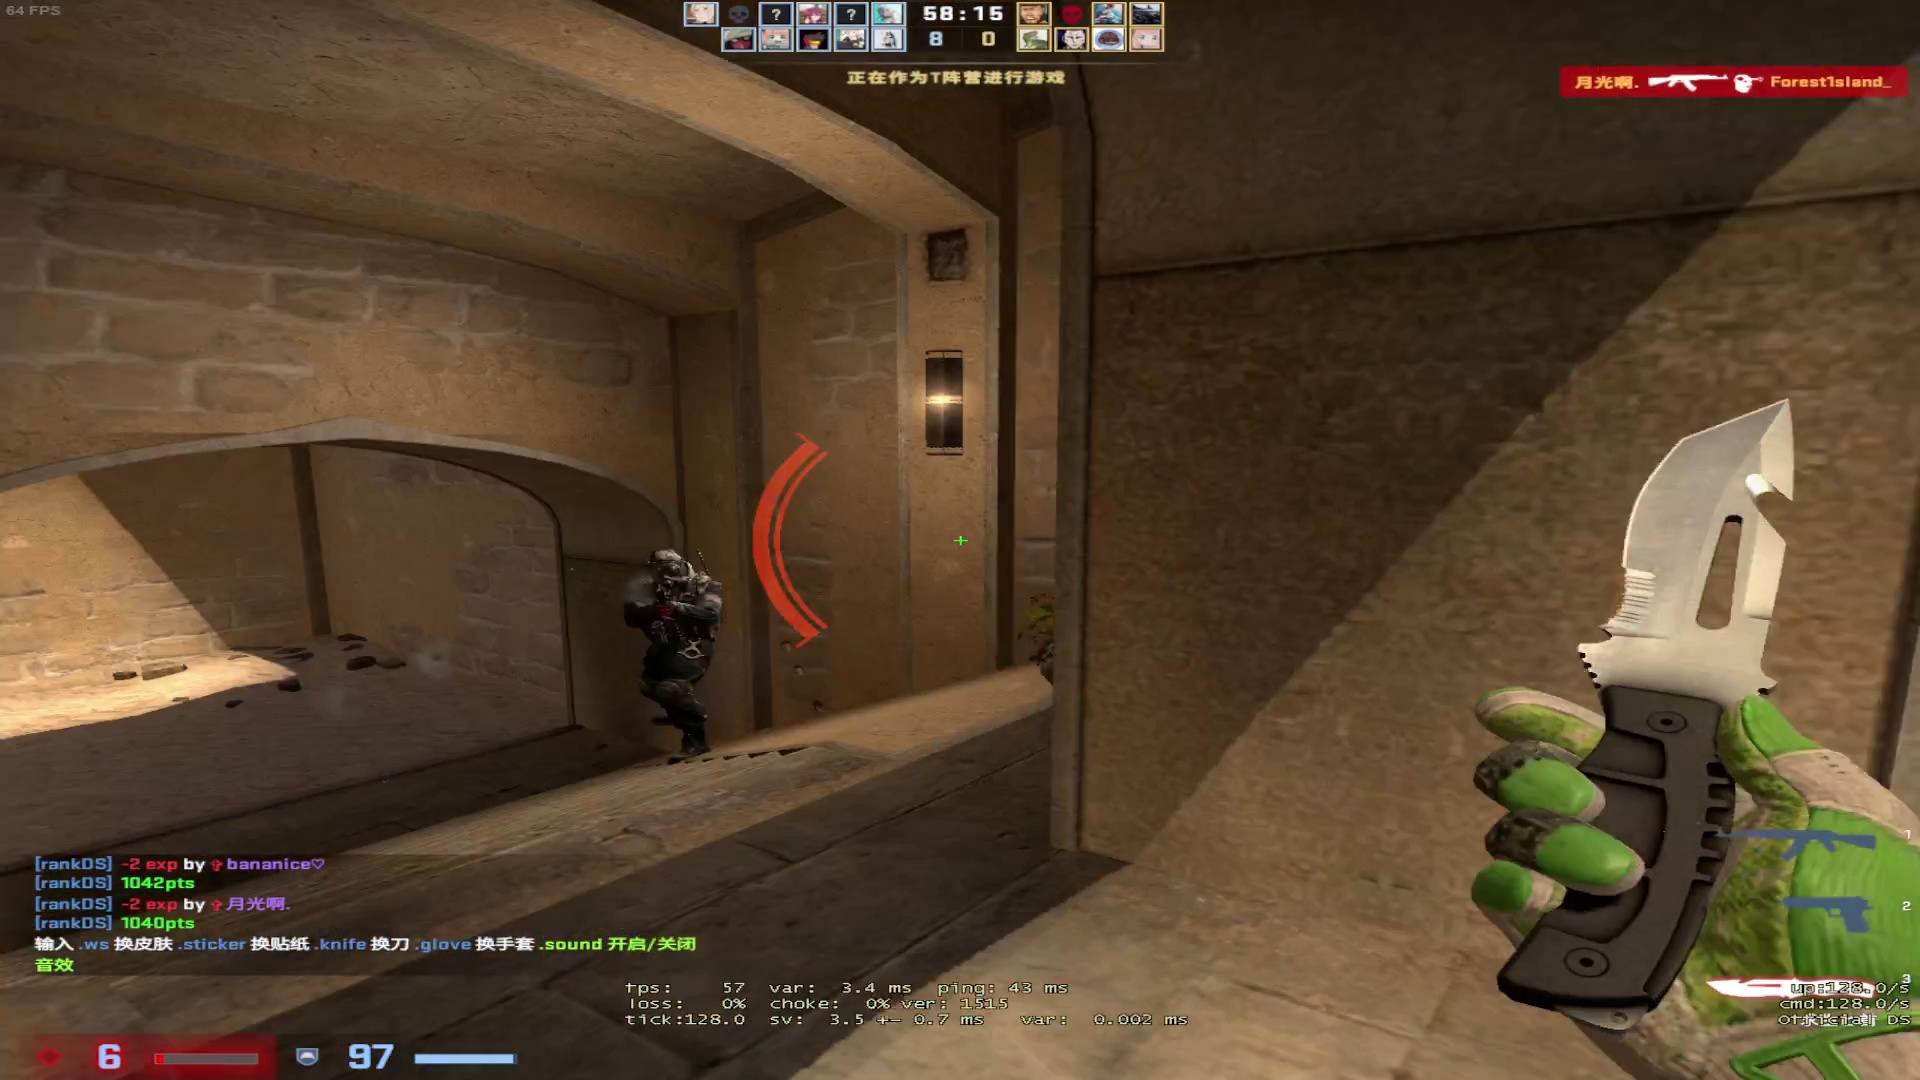 64 FPS
? ? 58:15
8 0
正在作为T阵营进行游戏
月光啊. Forest1sland_
[rankDS] -2 exp by ✞ bananice♡
[rankDS] 1042pts
[rankDS] -2 exp by ✞ 月光啊.
[rankDS] 1040pts
输入 .ws 换皮肤 .sticker 换贴纸 .knife 换刀 .glove 换手套 .sound 开启/关闭
音效
fps: 57 var: 3.4 ms ping: 43 ms
loss: 0% choke: 0% ver: 1515
tick:128.0 sv: 3.5 +- 0.7 ms var: 0.002 ms
1
2
3
up:128.0/s
cmd:128.0/s
DS
6 97